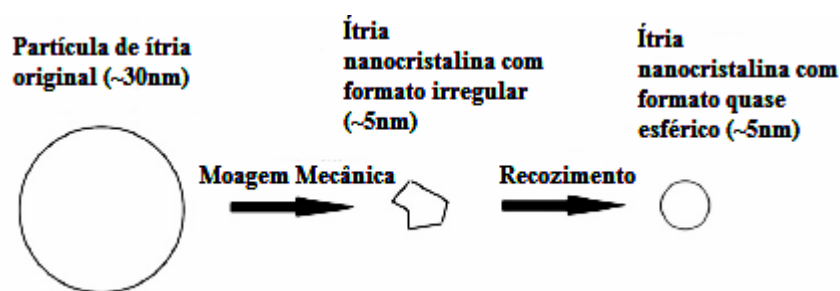 Partícula de ítria
original (~30nm)
Ítria
nanocristalina com
formato irregular
(~5nm)
Ítria
nanocristalina com
formato quase
esférico (~5nm)
Moagem Mecânica
Recozimento